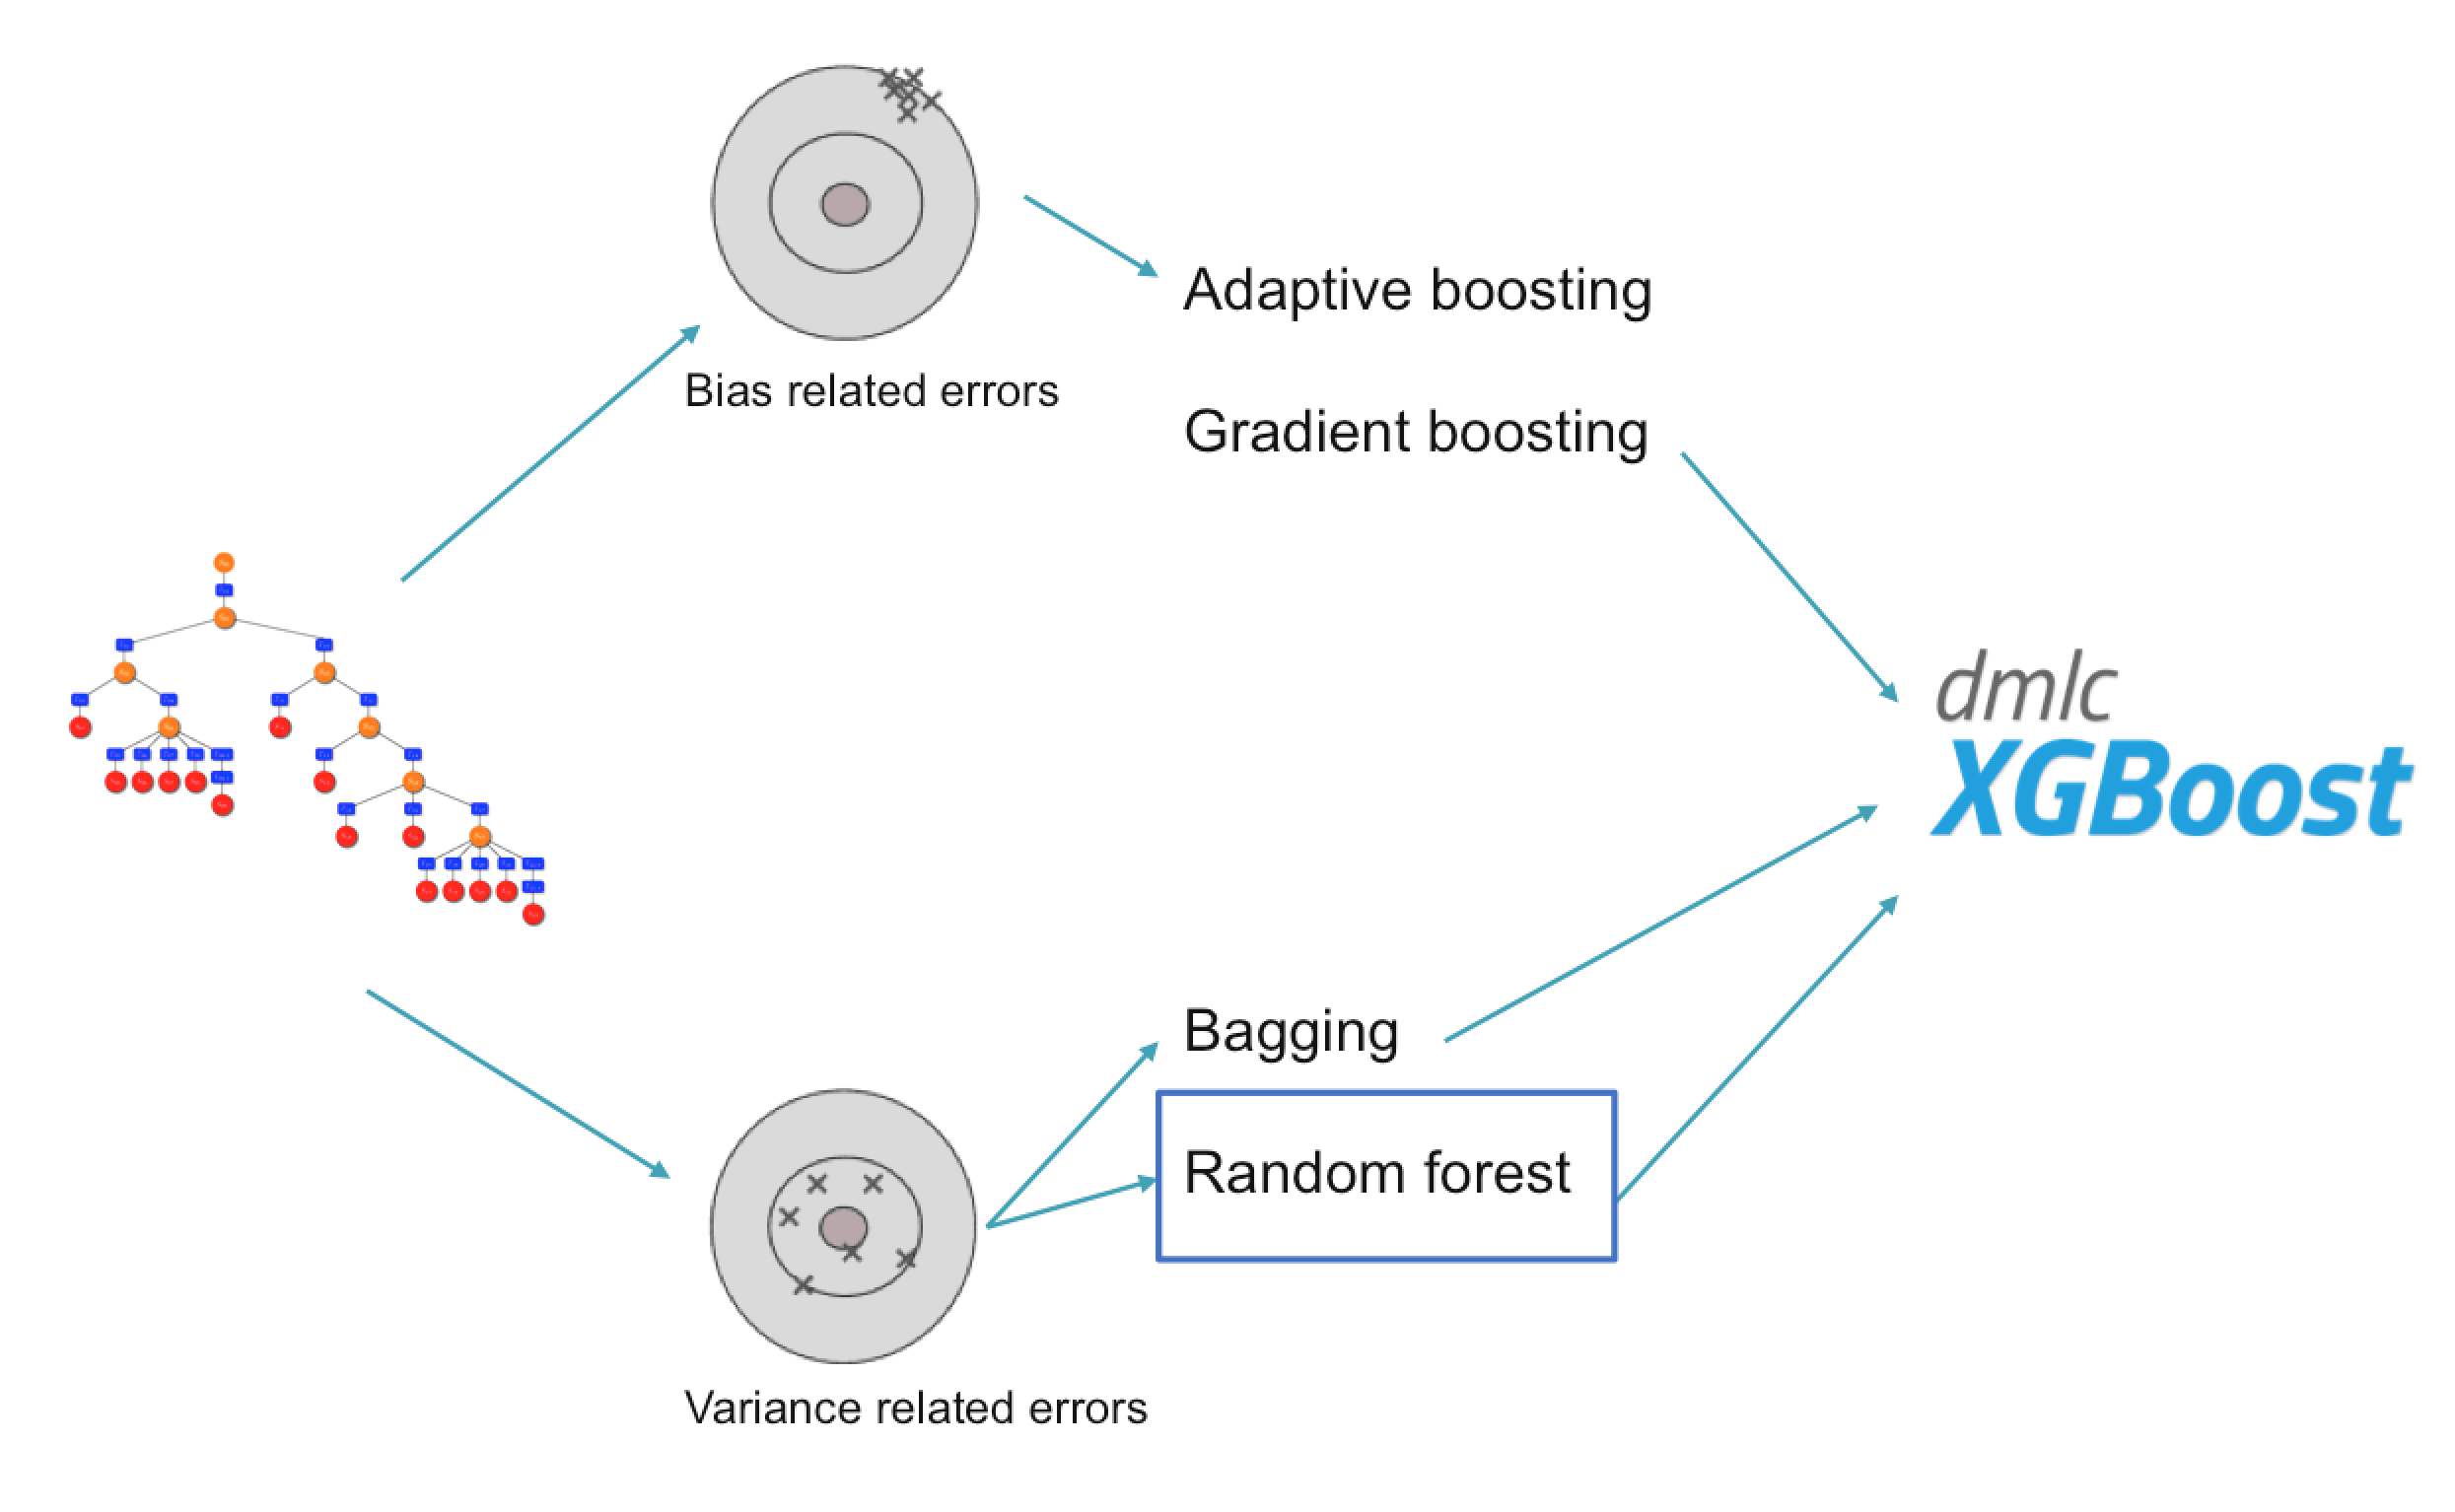 Bias related errors
Adaptive boosting
Gradient boosting
dmlc
XGBoost
Bagging
Random forest
Variance related errors